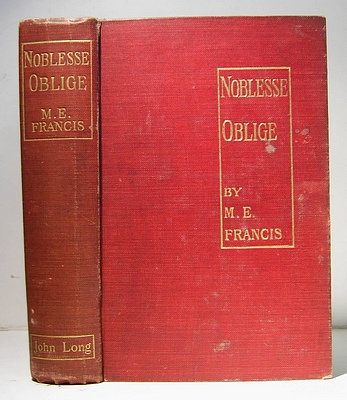 NOBLESSE
OBLIGE
M.E.
FRANCIS
John Long
NOBLESSE
OBLIGE
BY
M.E.
FRANCIS